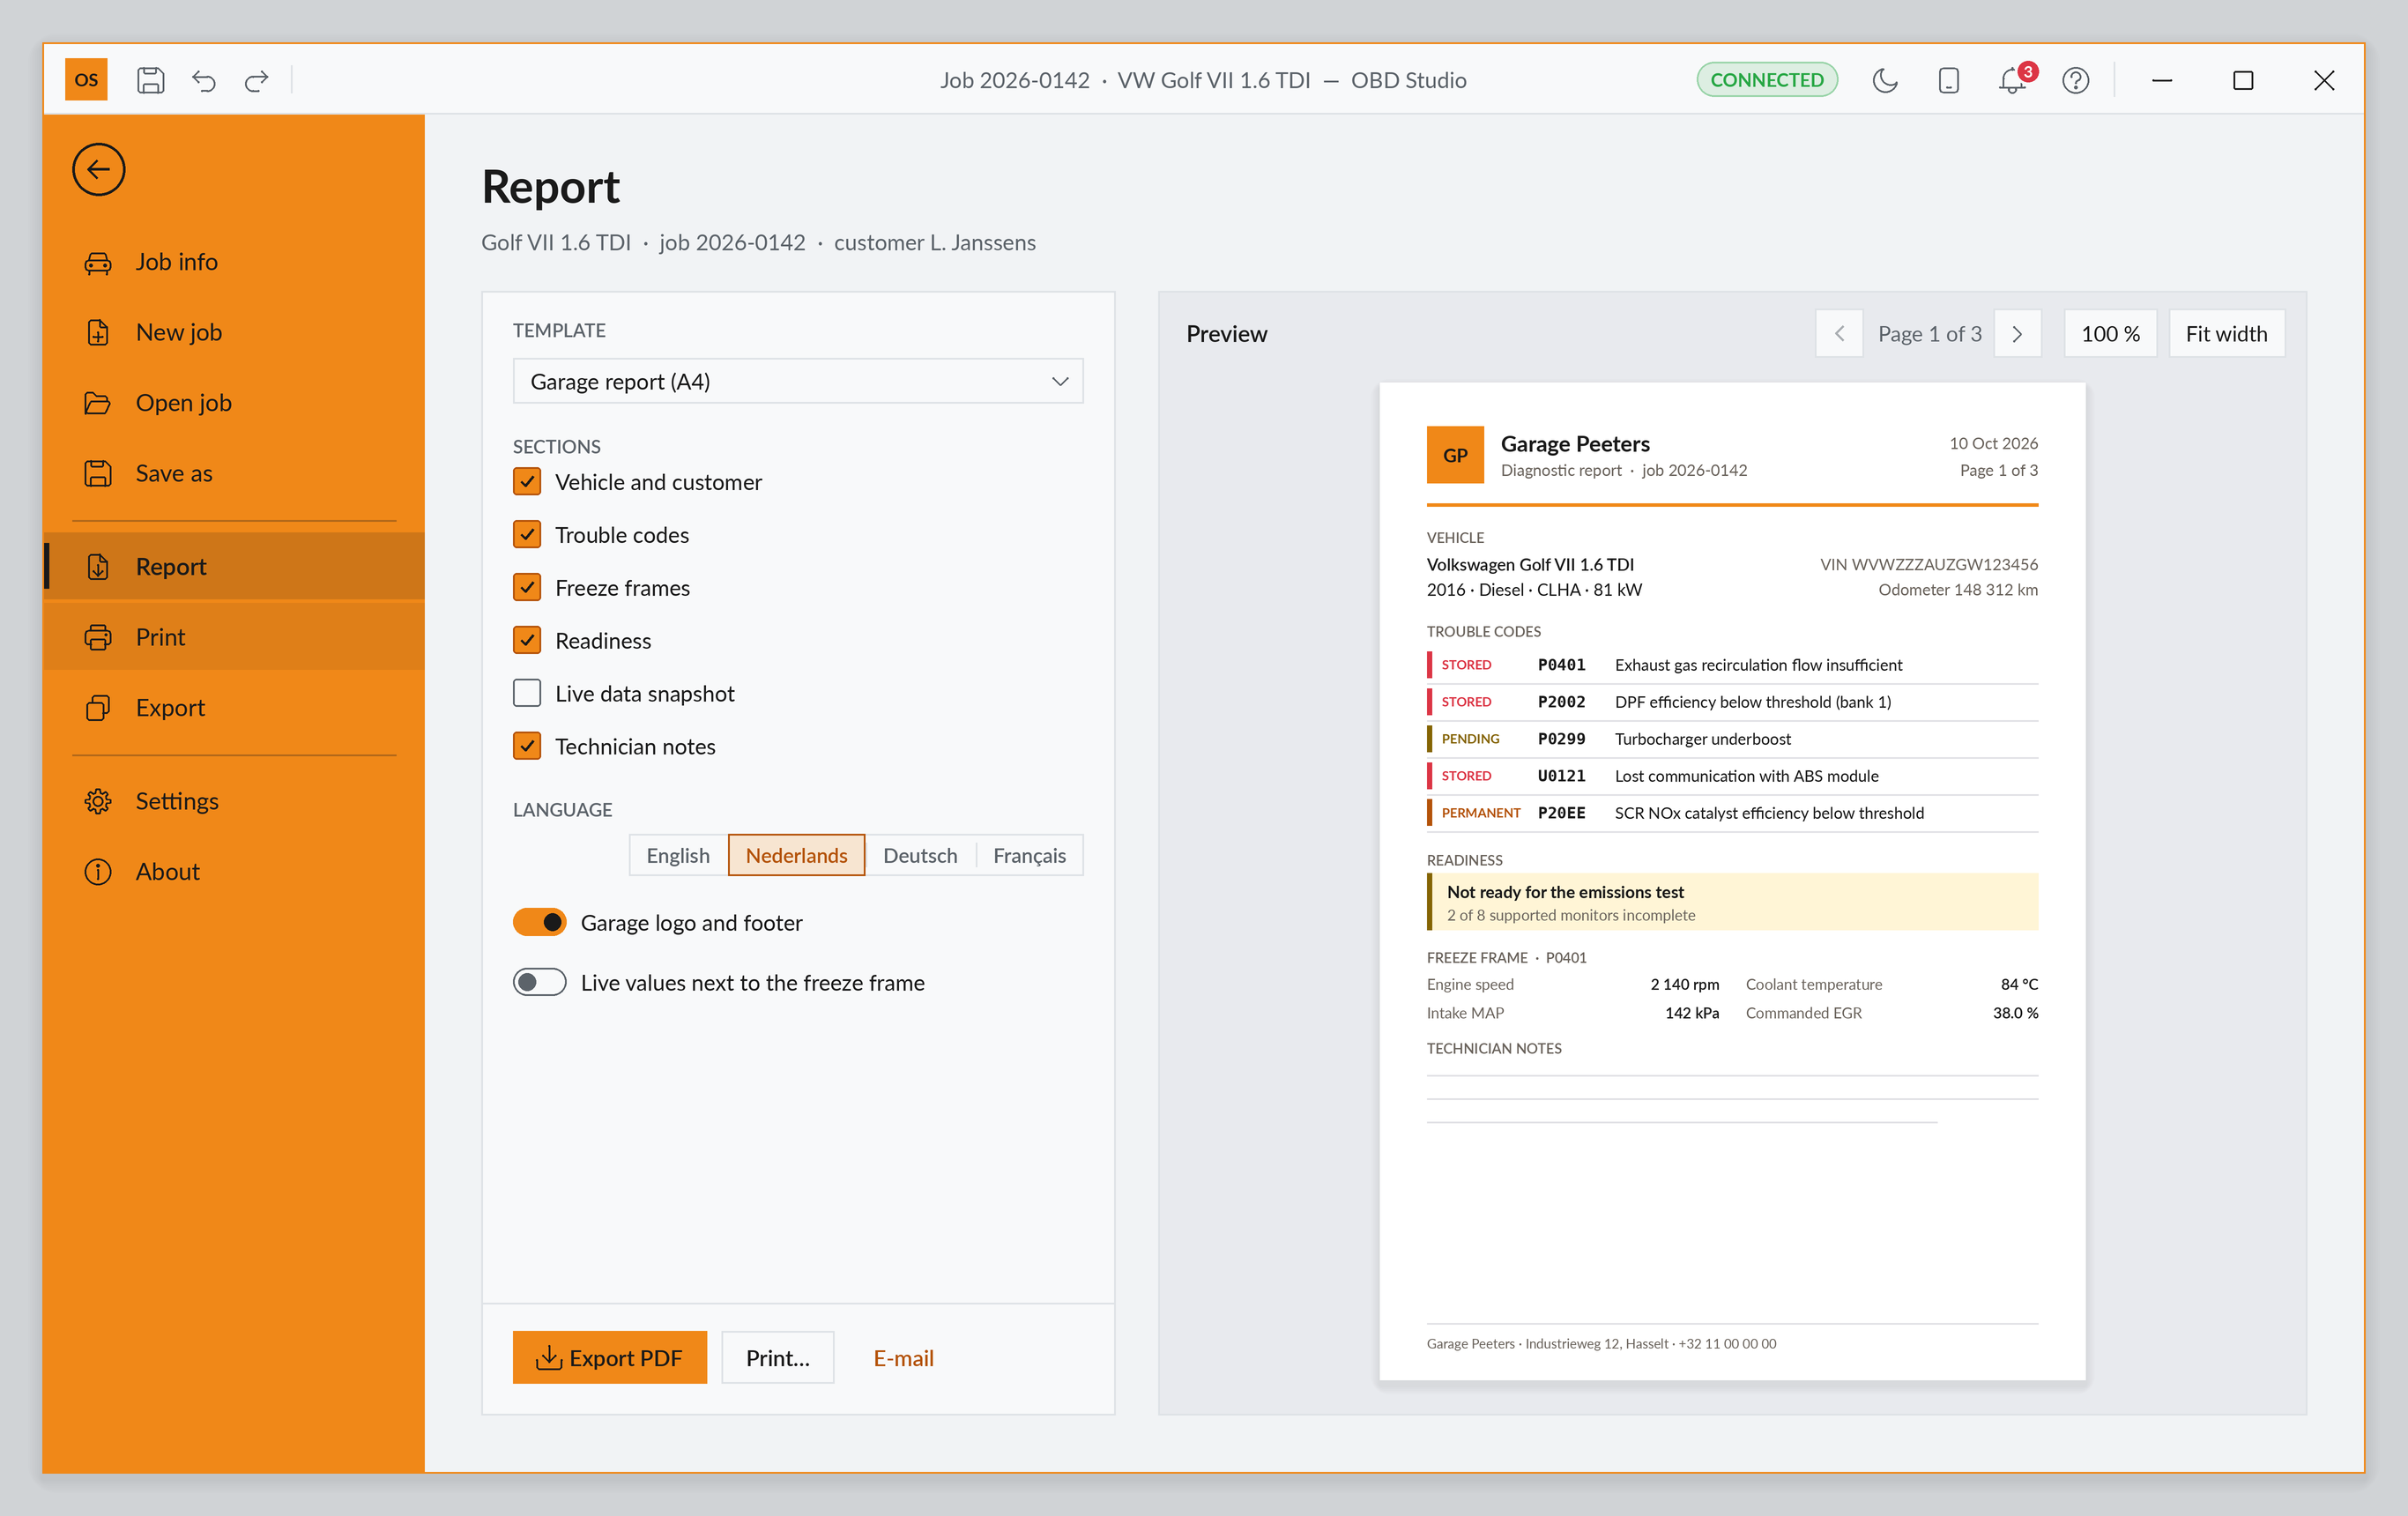 OS
Job 2026-0142 · VW Golf VII 1.6 TDI — OBD Studio
CONNECTED
3
Job info
New job
Open job
Save as
Report
Print
Export
Settings
About
Report
Golf VII 1.6 TDI · job 2026-0142 · customer L. Janssens
TEMPLATE
Garage report (A4)
SECTIONS
Vehicle and customer
Trouble codes
Freeze frames
Readiness
Live data snapshot
Technician notes
LANGUAGE
English Nederlands Deutsch Français
Garage logo and footer
Live values next to the freeze frame
Export PDF Print... E-mail
Preview
Page 1 of 3
100 % Fit width
GP
Garage Peeters
Diagnostic report · job 2026-0142
10 Oct 2026
Page 1 of 3
VEHICLE
Volkswagen Golf VII 1.6 TDI VIN WVWZZZAUZGW123456
2016 · Diesel · CLHA · 81 kW Odometer 148 312 km
TROUBLE CODES
STORED P0401 Exhaust gas recirculation flow insufficient
STORED P2002 DPF efficiency below threshold (bank 1)
PENDING P0299 Turbocharger underboost
STORED U0121 Lost communication with ABS module
PERMANENT P20EE SCR NOx catalyst efficiency below threshold
READINESS
Not ready for the emissions test
2 of 8 supported monitors incomplete
FREEZE FRAME · P0401
Engine speed 2 140 rpm Coolant temperature 84 °C
Intake MAP 142 kPa Commanded EGR 38.0 %
TECHNICIAN NOTES
Garage Peeters · Industrieweg 12, Hasselt · +32 11 00 00 00